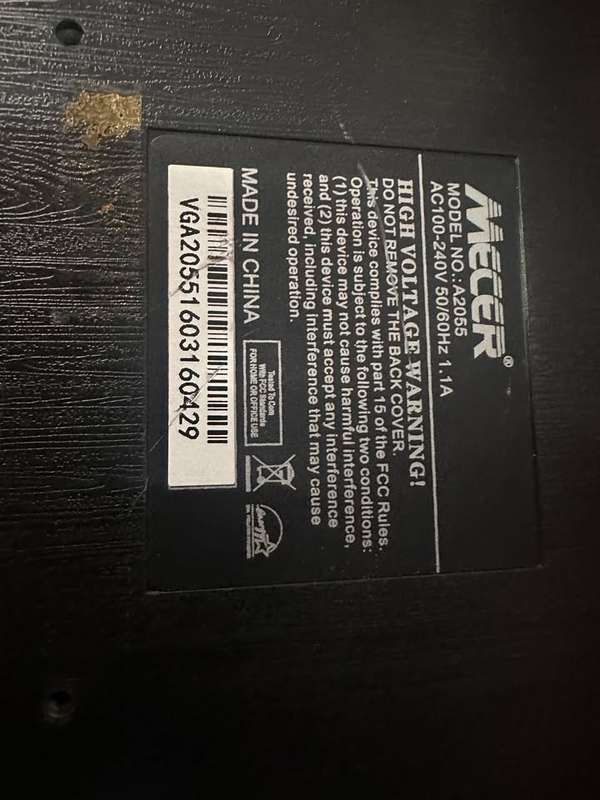 MECER®
MODEL NO.: A2055
AC100-240V 50/60Hz 1.1A
HIGH VOLTAGE WARNING!
DO NOT REMOVE THE BACK COVER.
This device complies with part 15 of the FCC Rules.
Operation is subject to the following two conditions:
(1) this device may not cause harmful interference,
and (2) this device must accept any interference
received, including interference that may cause
undesired operation.
MADE IN CHINA
Tested To Com
With FCC Standards
FOR HOME OR OFFICE USE
VGA20551603160429